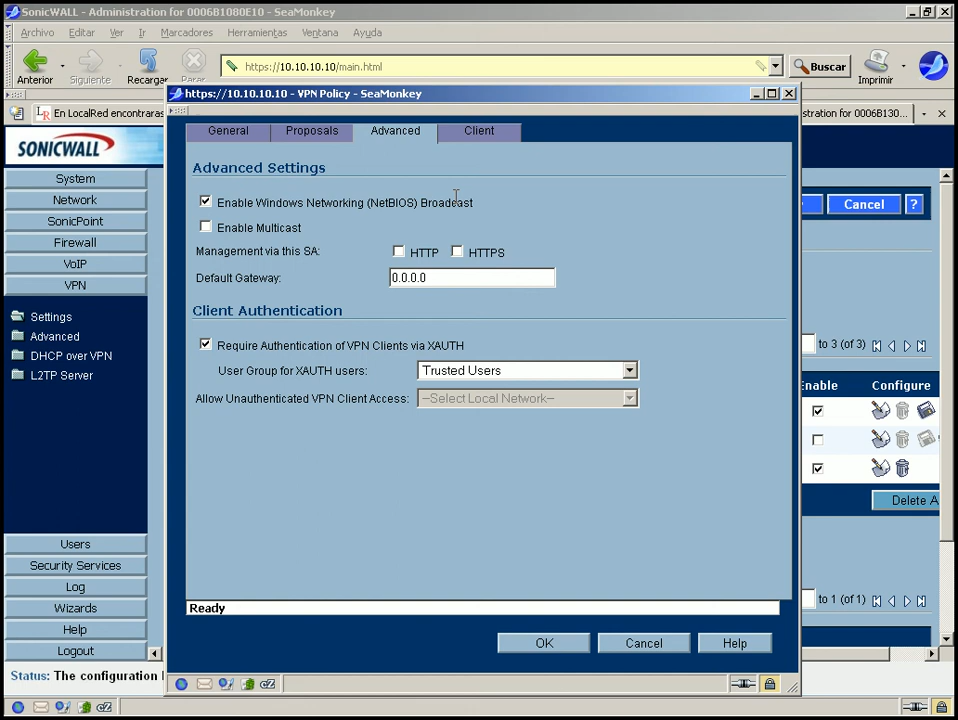 SonicWALL - Administration for 0006B1080E10 - SeaMonkey
Archivo Editar Ver Ir Marcadores Herramientas Ventana Ayuda
Anterior Siguiente Recargar Parar https://10.10.10.10/main.html Buscar Imprimir
En LocalRed encontraras
stration for 0006B130...
https://10.10.10.10 - VPN Policy - SeaMonkey
General Proposals Advanced Client
SONICWALL
System
Network
SonicPoint
Firewall
VoIP
VPN
Settings
Advanced
DHCP over VPN
L2TP Server
Users
Security Services
Log
Wizards
Help
Logout
Status: The configuration
Advanced Settings
Enable Windows Networking (NetBIOS) Broadcast
Enable Multicast
Management via this SA: HTTP HTTPS
Default Gateway: 0.0.0.0
Client Authentication
Require Authentication of VPN Clients via XAUTH
User Group for XAUTH users: Trusted Users
Allow Unauthenticated VPN Client Access: --Select Local Network--
Ready
OK Cancel Help
Cancel ?
to 3 (of 3)
Enable Configure
Delete A
to 1 (of 1)